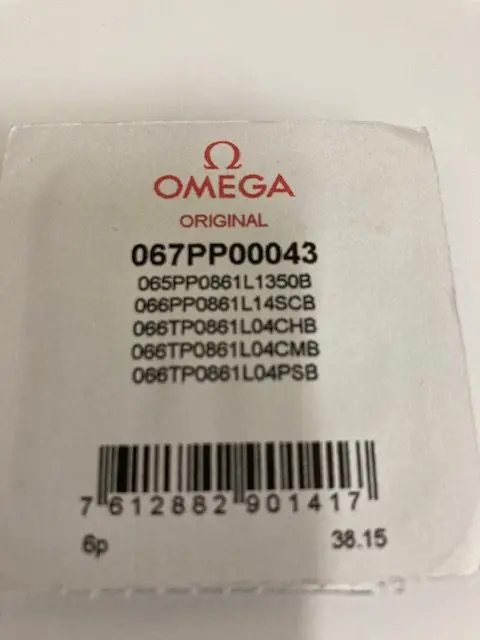 Ω
OMEGA
ORIGINAL
067PP00043
065PP0861L1350B
066PP0861L14SCB
066TP0861L04CHB
066TP0861L04CMB
066TP0861L04PSB
7 612882 901417
6p 38.15